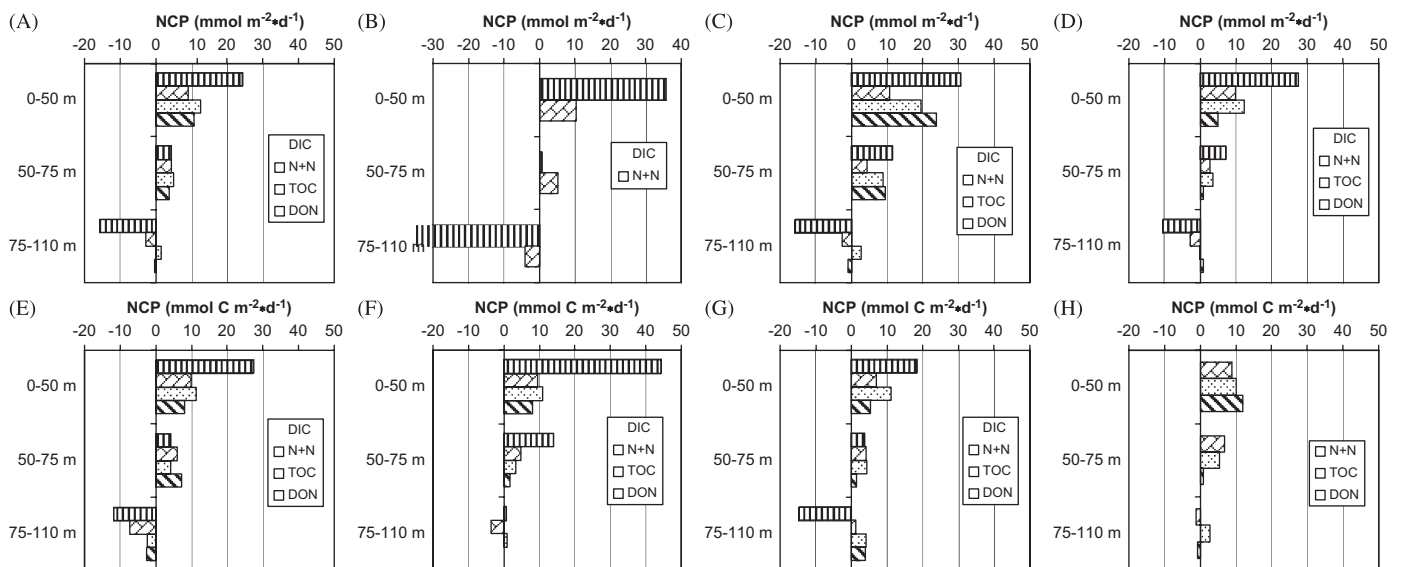 (A)
NCP (mmol m-2*d-1)
-20 -10 0 10 20 30 40 50
0-50 m
50-75 m
75-110 m
DIC
N+N
TOC
DON
(B)
NCP (mmol m-2*d-1)
-30 -20 -10 0 10 20 30 40
0-50 m
50-75 m
75-110 m
DIC
N+N
(C)
NCP (mmol m-2*d-1)
-20 -10 0 10 20 30 40 50
0-50 m
50-75 m
75-110 m
DIC
N+N
TOC
DON
(D)
NCP (mmol m-2*d-1)
-20 -10 0 10 20 30 40 50
0-50 m
50-75 m
75-110 m
DIC
N+N
TOC
DON
(E)
NCP (mmol C m-2*d-1)
-20 -10 0 10 20 30 40 50
0-50 m
50-75 m
75-110 m
DIC
N+N
TOC
DON
(F)
NCP (mmol C m-2*d-1)
-20 -10 0 10 20 30 40 50
0-50 m
50-75 m
75-110 m
DIC
N+N
TOC
DON
(G)
NCP (mmol C m-2*d-1)
-20 -10 0 10 20 30 40 50
0-50 m
50-75 m
75-110 m
DIC
N+N
TOC
DON
(H)
NCP (mmol C m-2*d-1)
-20 -10 0 10 20 30 40 50
0-50 m
50-75 m
75-110 m
N+N
TOC
DON